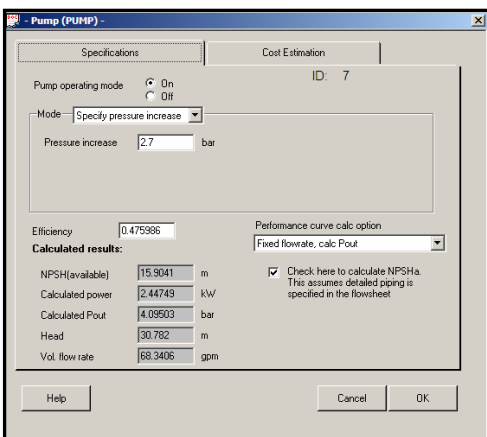 - Pump (PUMP) -
Specifications
Cost Estimation
ID: 7
Pump operating mode
On
Off
Mode
Specify pressure increase
Pressure increase 2.7 bar
Efficiency 0.475986
Performance curve calc option
Fixed flowrate, calc Pout
Calculated results:
NPSH(available) 15.9041 m
Calculated power 2.44749 kW
Calculated Pout 4.09503 bar
Head 30.782 m
Vol. flow rate 68.3406 gpm
Check here to calculate NPSHa.
This assumes detailed piping is
specified in the flowsheet
Help
Cancel
OK